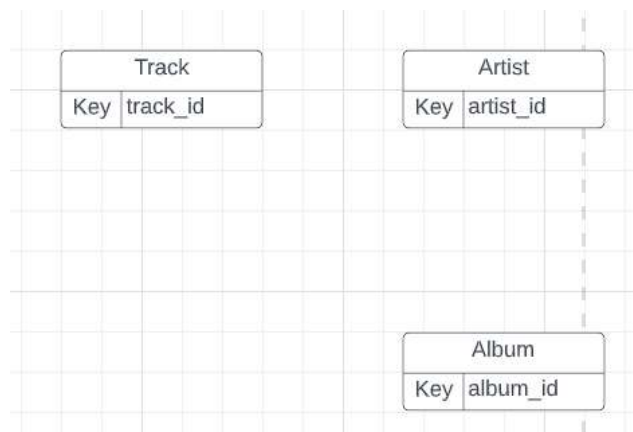 Track
Key track_id
Artist
Key artist_id
Album
Key album_id